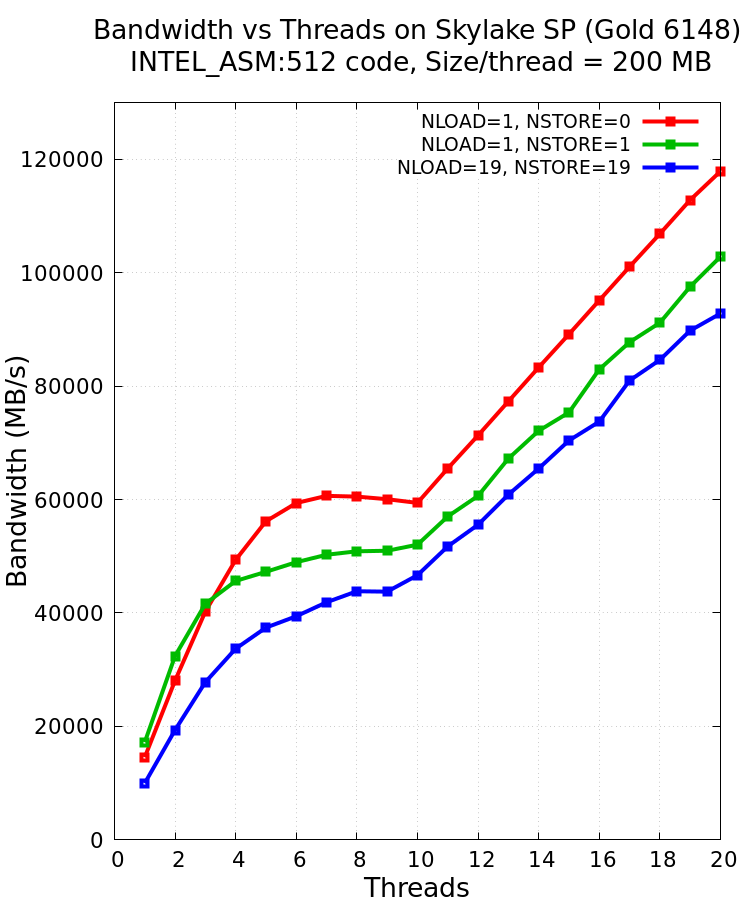 Bandwidth vs Threads on Skylake SP (Gold 6148)
INTEL_ASM:512 code, Size/thread = 200 MB
NLOAD=1, NSTORE=0
NLOAD=1, NSTORE=1
NLOAD=19, NSTORE=19
Bandwidth (MB/s)
120000
100000
80000
60000
40000
20000
0
0 2 4 6 8 10 12 14 16 18 20
Threads